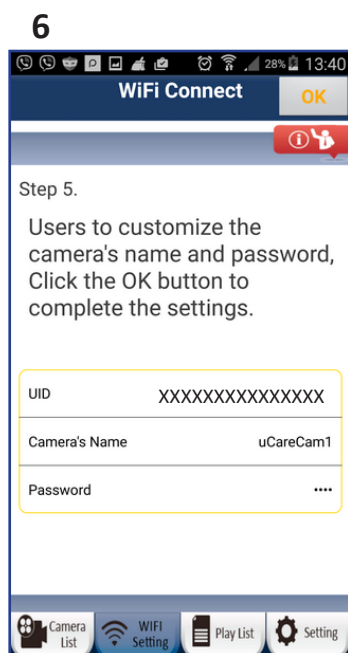 6
28% 13:40
WiFi Connect
OK
Step 5.
Users to customize the
camera's name and password,
Click the OK button to
complete the settings.
UID XXXXXXXXXXXXXXX
Camera's Name uCareCam1
Password ••••
Camera List
WIFI Setting
Play List
Setting